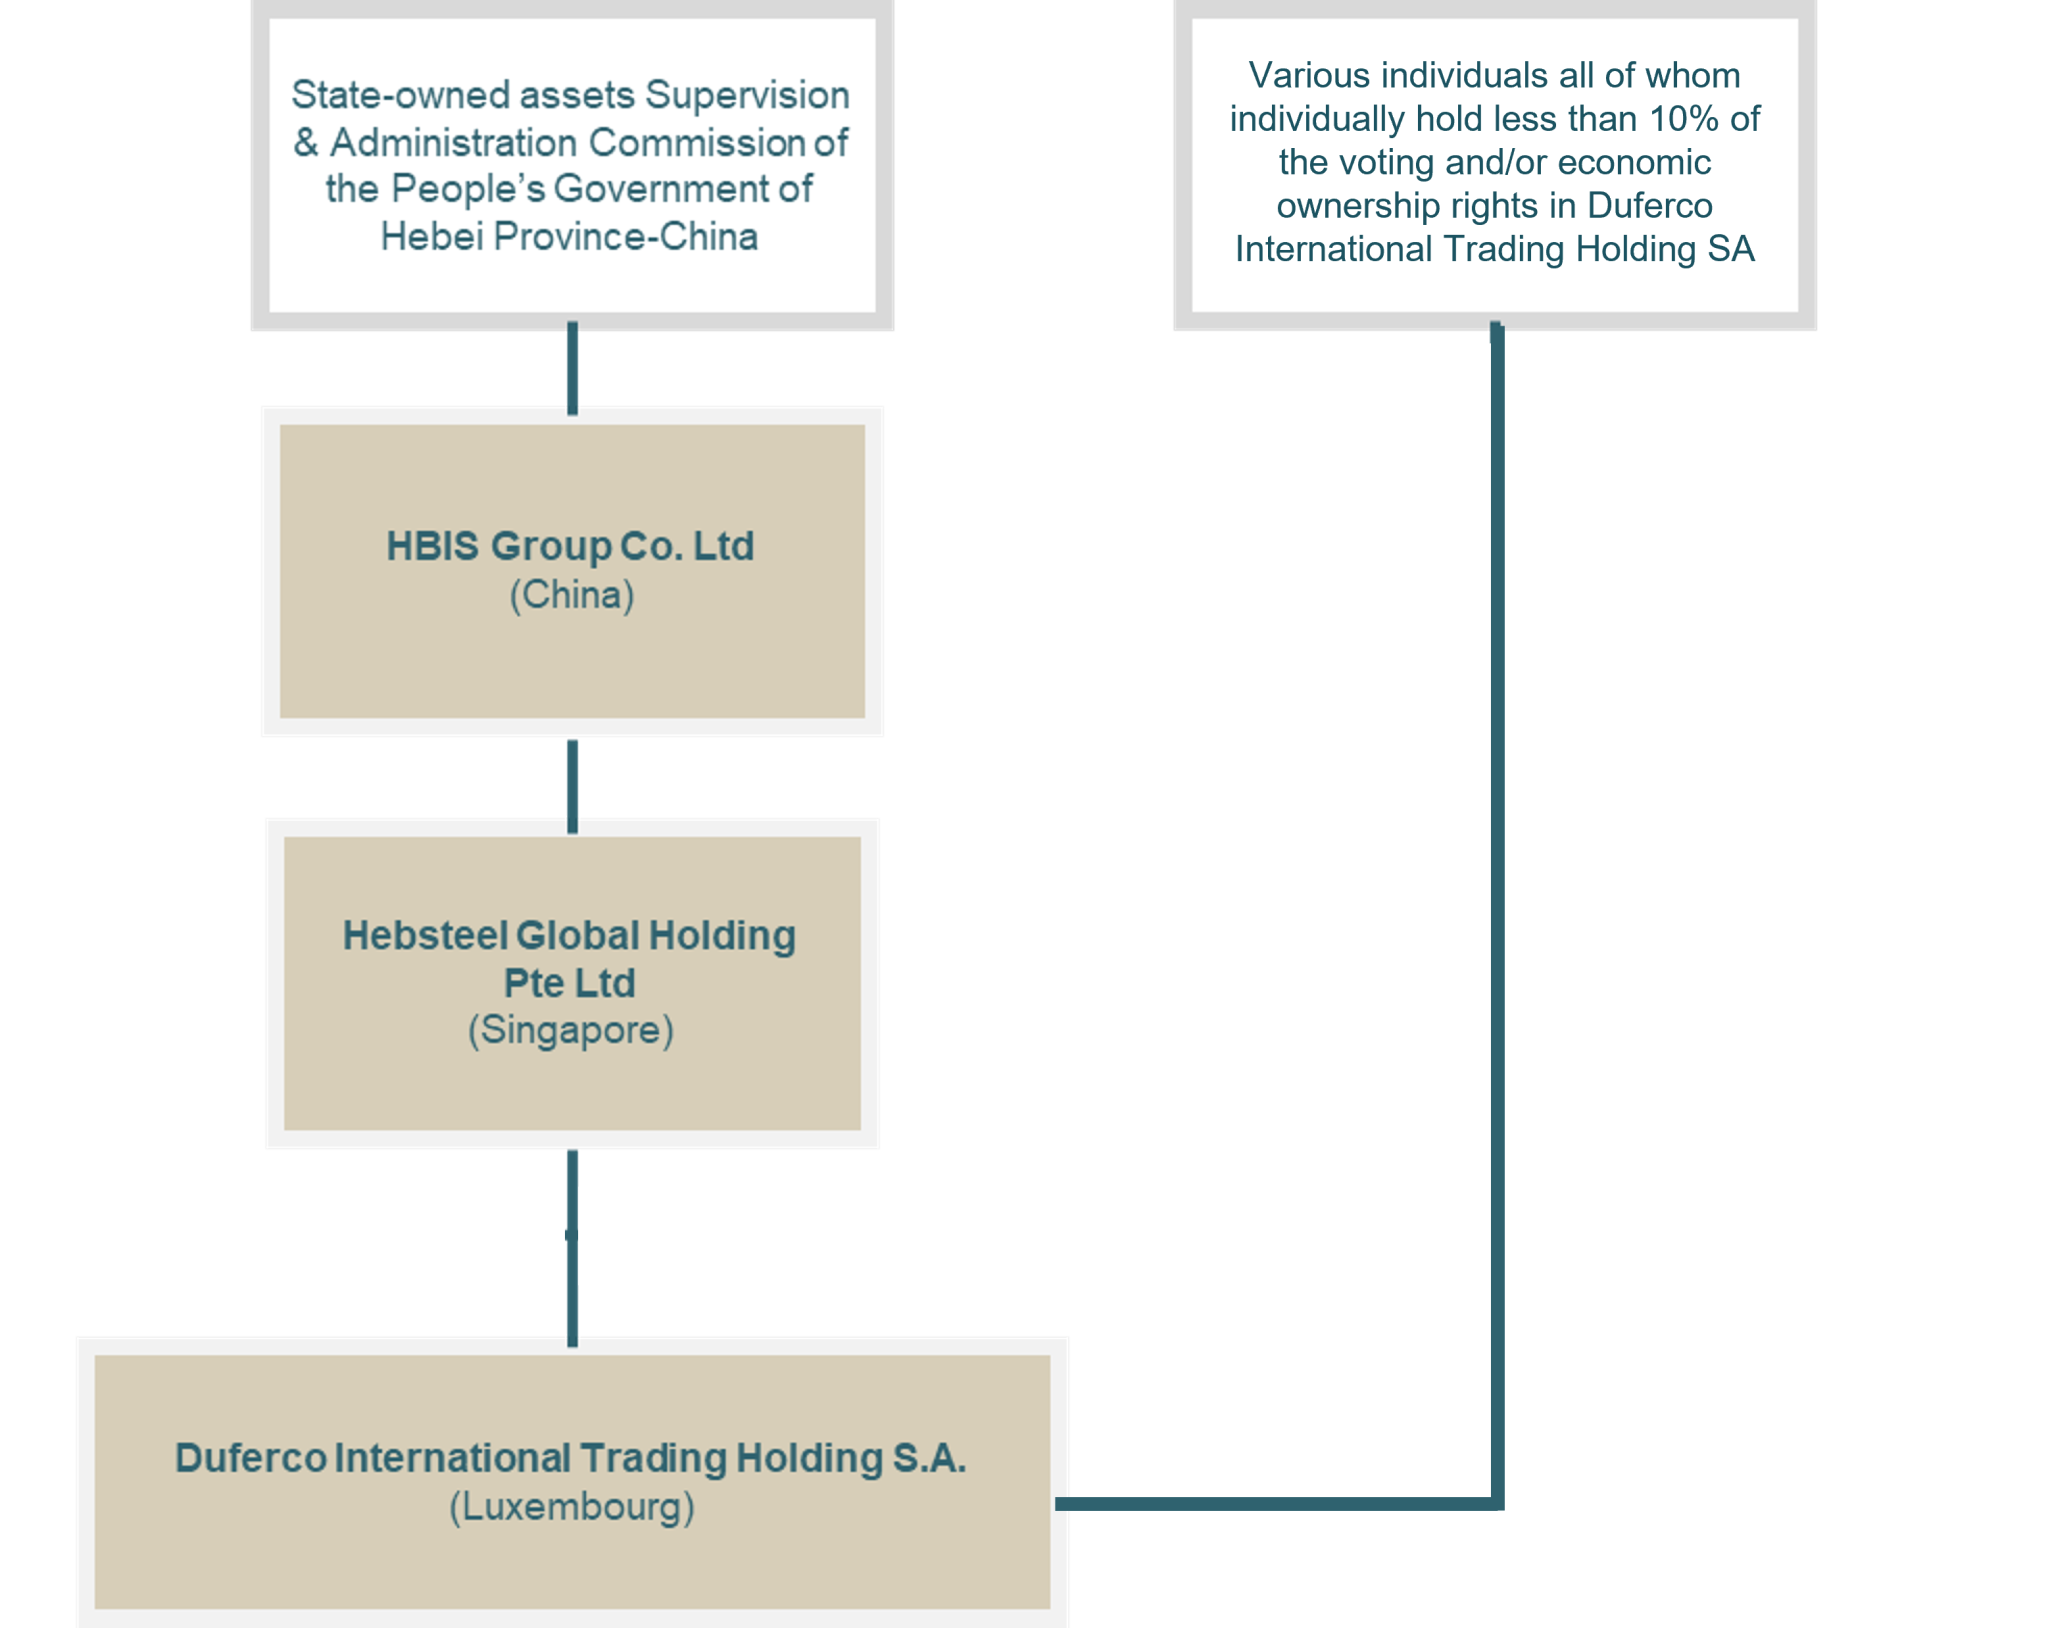 State-owned assets Supervision
& Administration Commission of
the People’s Government of
Hebei Province-China
Various individuals all of whom
individually hold less than 10% of
the voting and/or economic
ownership rights in Duferco
International Trading Holding SA
HBIS Group Co. Ltd
(China)
Hebsteel Global Holding
Pte Ltd
(Singapore)
Duferco International Trading Holding S.A.
(Luxembourg)